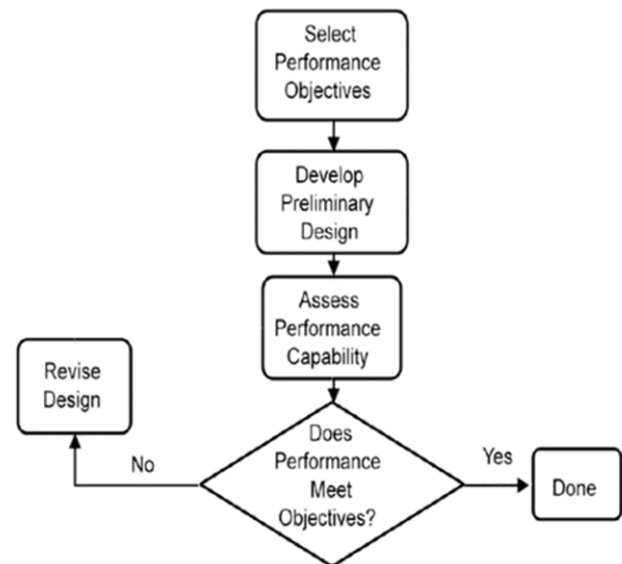 Select
Performance
Objectives
Develop
Preliminary
Design
Assess
Performance
Capability
Revise
Design
Does
Performance
Meet
Objectives?
No
Yes
Done